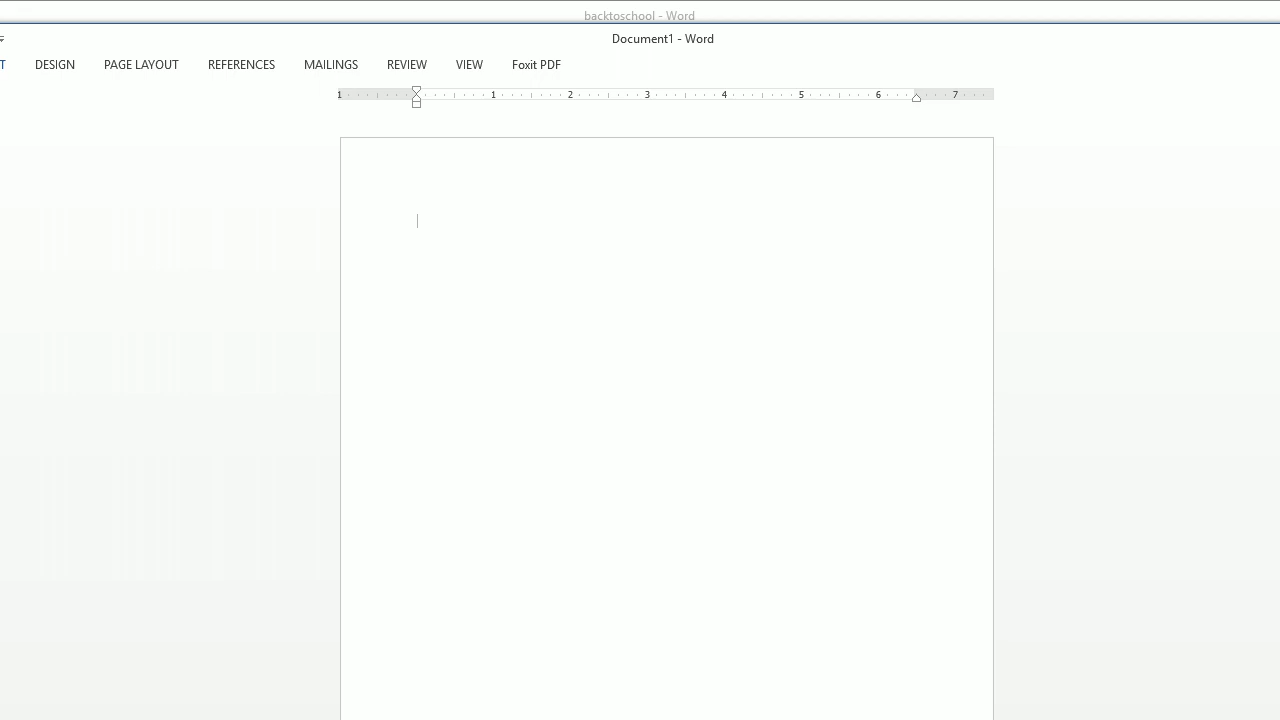 backtoschool - Word
Document1 - Word
T DESIGN PAGE LAYOUT REFERENCES MAILINGS REVIEW VIEW Foxit PDF
1 1 2 3 4 5 6 7